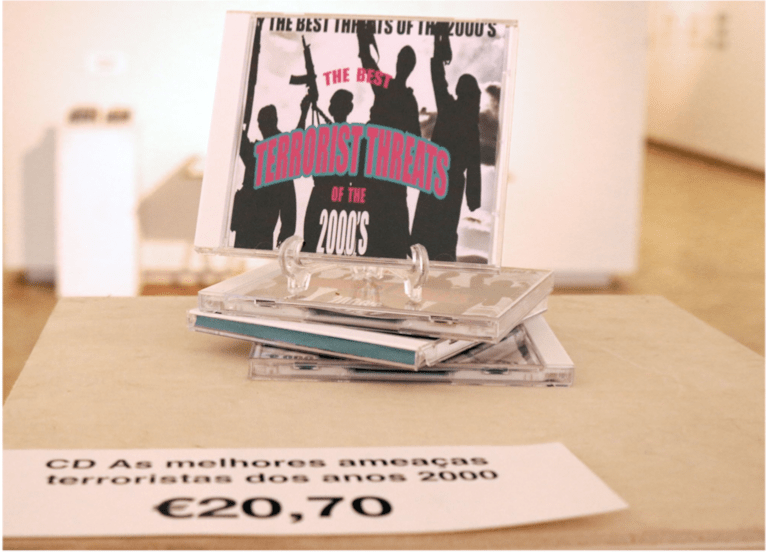 THE BEST THREATS OF THE 2000'S
THE BEST
TERRORIST THREATS
OF THE
2000'S
CD As melhores ameaças
terroristas dos anos 2000
€20,70